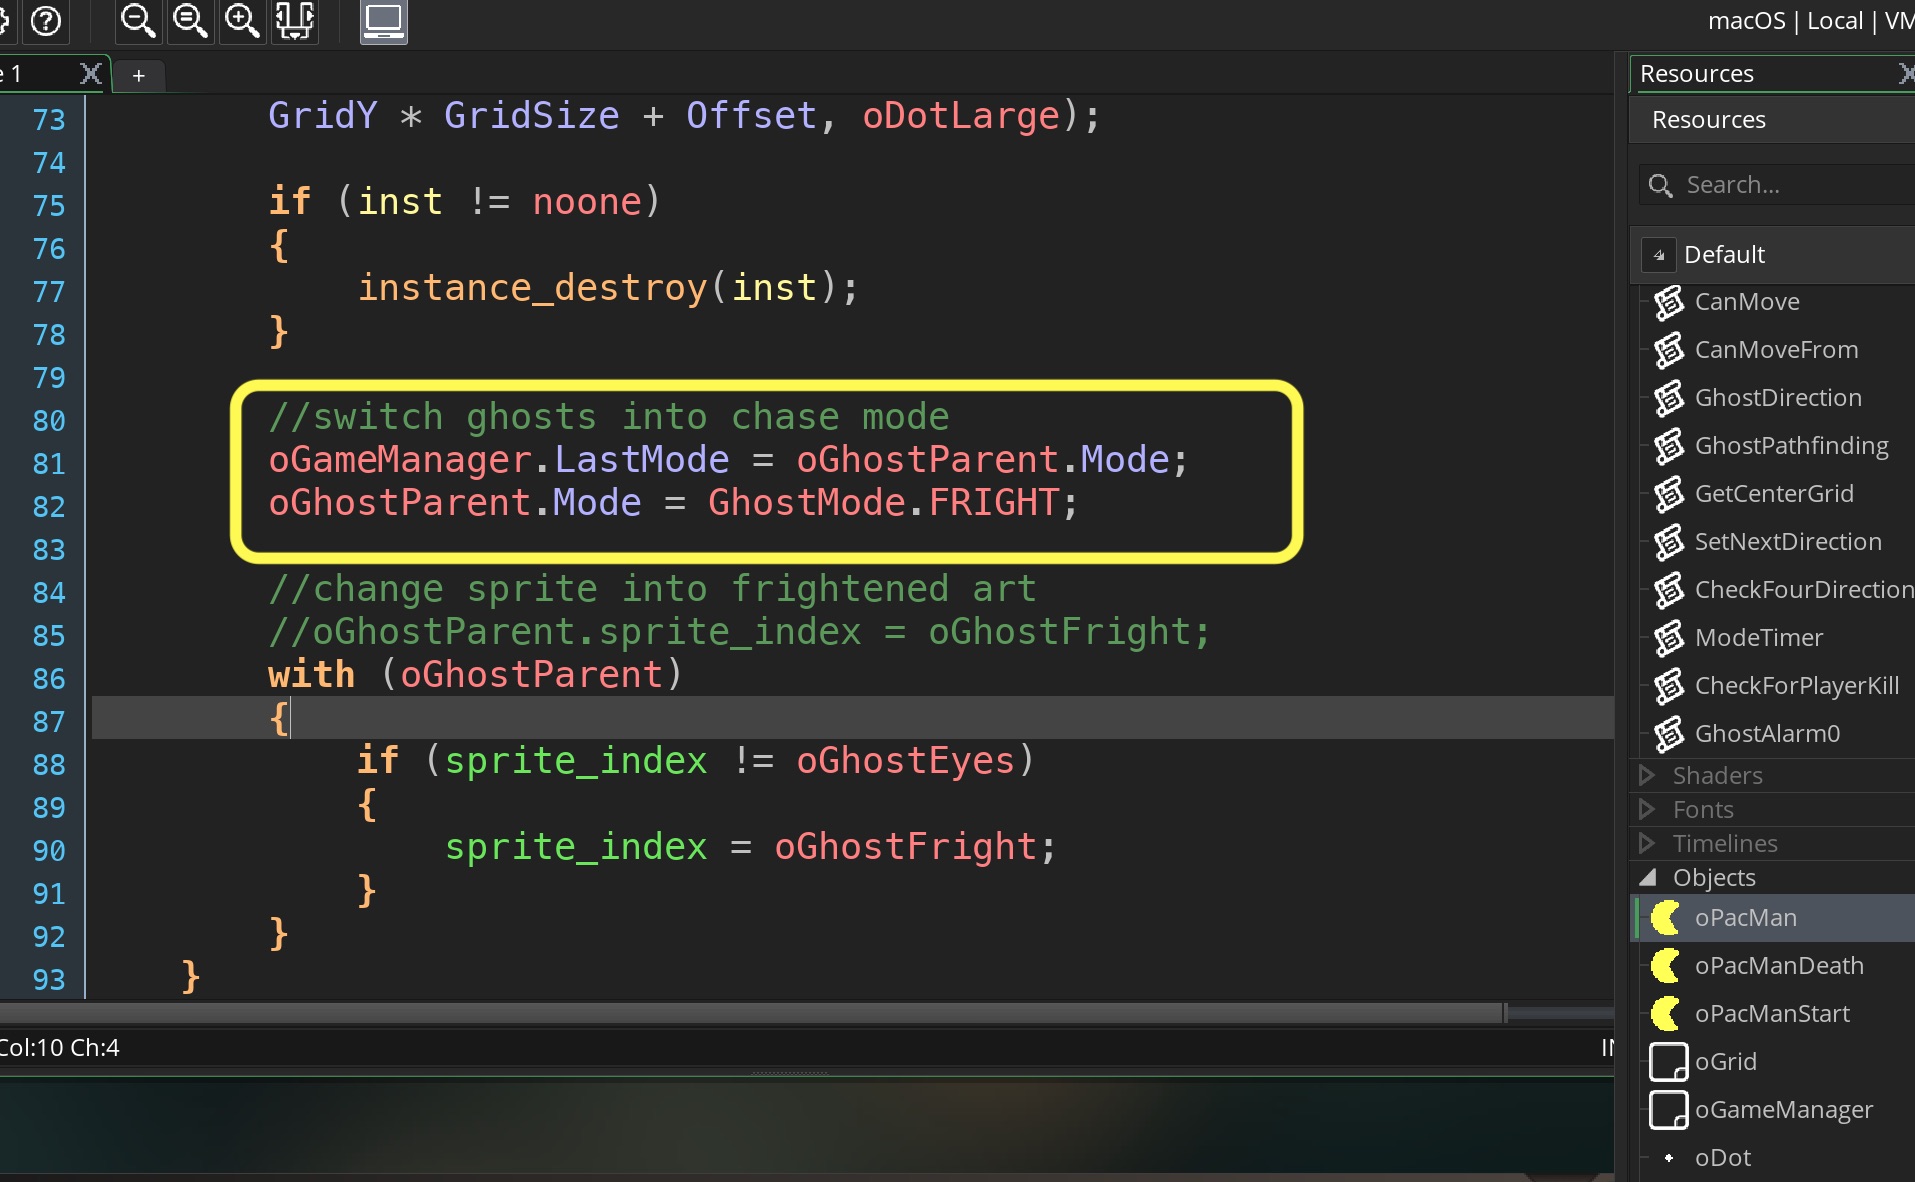 macOS | Local | VM
e 1
+
73 GridY * GridSize + Offset, oDotLarge);
74
75 if (inst != noone)
76 {
77 instance_destroy(inst);
78 }
79
80 //switch ghosts into chase mode
81 oGameManager.LastMode = oGhostParent.Mode;
82 oGhostParent.Mode = GhostMode.FRIGHT;
83
84 //change sprite into frightened art
85 //oGhostParent.sprite_index = oGhostFright;
86 with (oGhostParent)
87 {
88 if (sprite_index != oGhostEyes)
89 {
90 sprite_index = oGhostFright;
91 }
92 }
93 }
Col:10 Ch:4
IN
Resources
Resources
Search...
Default
CanMove
CanMoveFrom
GhostDirection
GhostPathfinding
GetCenterGrid
SetNextDirection
CheckFourDirection
ModeTimer
CheckForPlayerKill
GhostAlarm0
Shaders
Fonts
Timelines
Objects
oPacMan
oPacManDeath
oPacManStart
oGrid
oGameManager
oDot